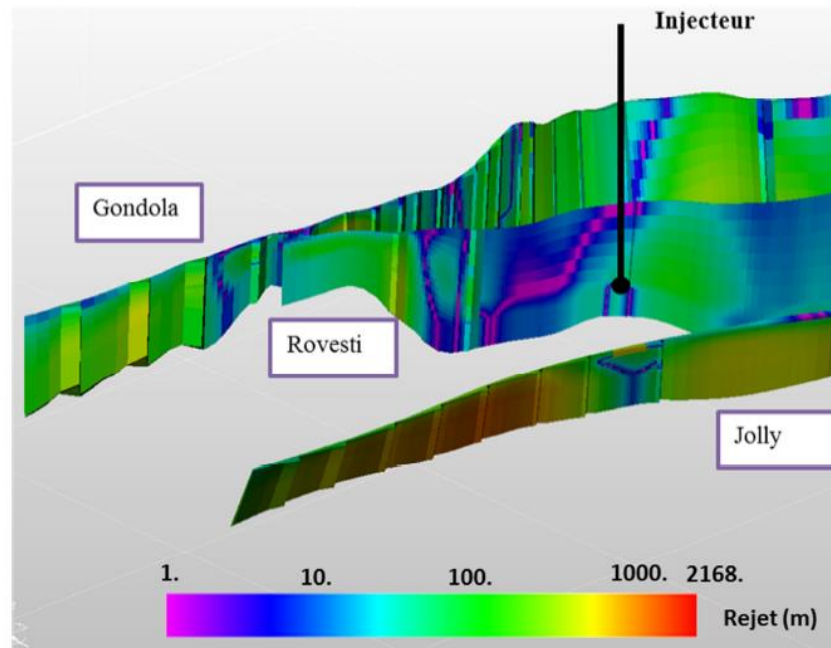 Injecteur
Gondola
Rovesti
Jolly
1. 10. 100. 1000. 2168.
Rejet (m)